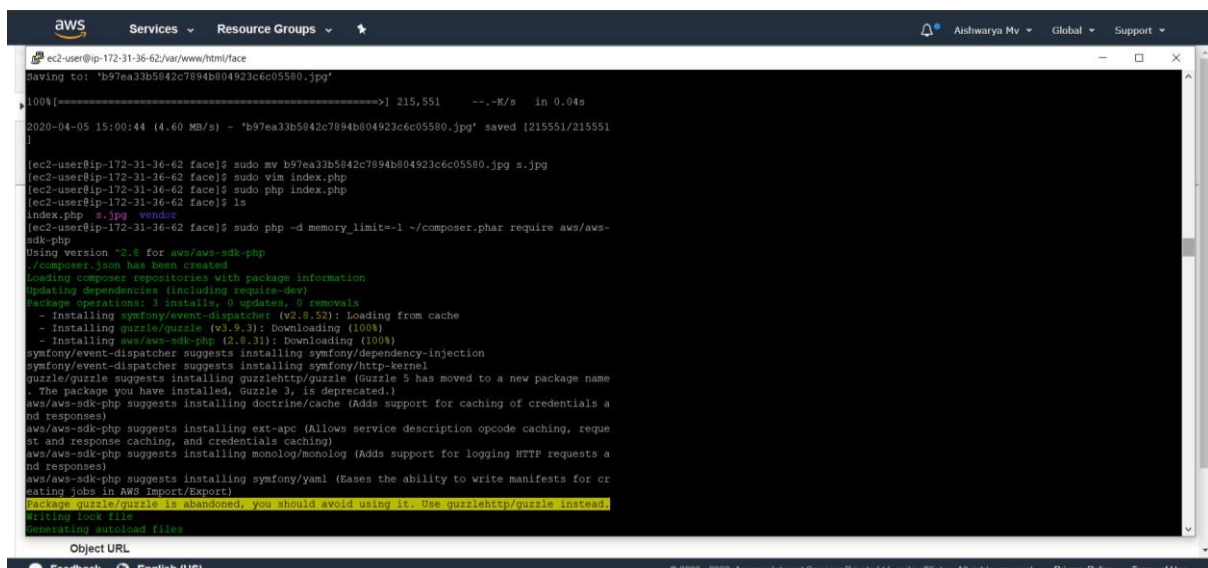 aws Services Resource Groups Aishwarya Mv Global Support
ec2-user@ip-172-31-36-62:/var/www/html/face
Saving to: ‘b97ea33b5842c7894b804923c6c05580.jpg’
100%[===================================================>] 215,551 --.-K/s in 0.04s
2020-04-05 15:00:44 (4.60 MB/s) - ‘b97ea33b5842c7894b804923c6c05580.jpg’ saved [215551/215551
]
[ec2-user@ip-172-31-36-62 face]$ sudo mv b97ea33b5842c7894b804923c6c05580.jpg s.jpg
[ec2-user@ip-172-31-36-62 face]$ sudo vim index.php
[ec2-user@ip-172-31-36-62 face]$ sudo php index.php
[ec2-user@ip-172-31-36-62 face]$ ls
index.php s.jpg vendor
[ec2-user@ip-172-31-36-62 face]$ sudo php -d memory_limit=-1 ~/composer.phar require aws/aws-
sdk-php
Using version ^2.8 for aws/aws-sdk-php
./composer.json has been created
Loading composer repositories with package information
Updating dependencies (including require-dev)
Package operations: 3 installs, 0 updates, 0 removals
- Installing symfony/event-dispatcher (v2.8.52): Loading from cache
- Installing guzzle/guzzle (v3.9.3): Downloading (100%)
- Installing aws/aws-sdk-php (2.8.31): Downloading (100%)
symfony/event-dispatcher suggests installing symfony/dependency-injection
symfony/event-dispatcher suggests installing symfony/http-kernel
guzzle/guzzle suggests installing guzzlehttp/guzzle (Guzzle 5 has moved to a new package name
. The package you have installed, Guzzle 3, is deprecated.)
aws/aws-sdk-php suggests installing doctrine/cache (Adds support for caching of credentials a
nd responses)
aws/aws-sdk-php suggests installing ext-apc (Allows service description opcode caching, reque
st and response caching, and credentials caching)
aws/aws-sdk-php suggests installing monolog/monolog (Adds support for logging HTTP requests a
nd responses)
aws/aws-sdk-php suggests installing symfony/yaml (Eases the ability to write manifests for cr
eating jobs in AWS Import/Export)
Package guzzle/guzzle is abandoned, you should avoid using it. Use guzzlehttp/guzzle instead.
Writing lock file
Generating autoload files
Object URL
Feedback English (US)